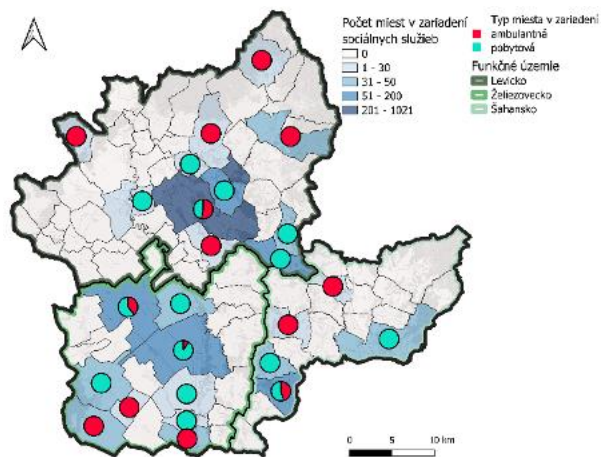 Počet miest v zariadení
sociálnych služieb
0
1 - 30
31 - 50
51 - 200
201 - 1021
Typ miesta v zariadení
ambulantná
pobytová
Funkčné územie
Levicko
Želiezovecko
Šahansko
0 5 10 km